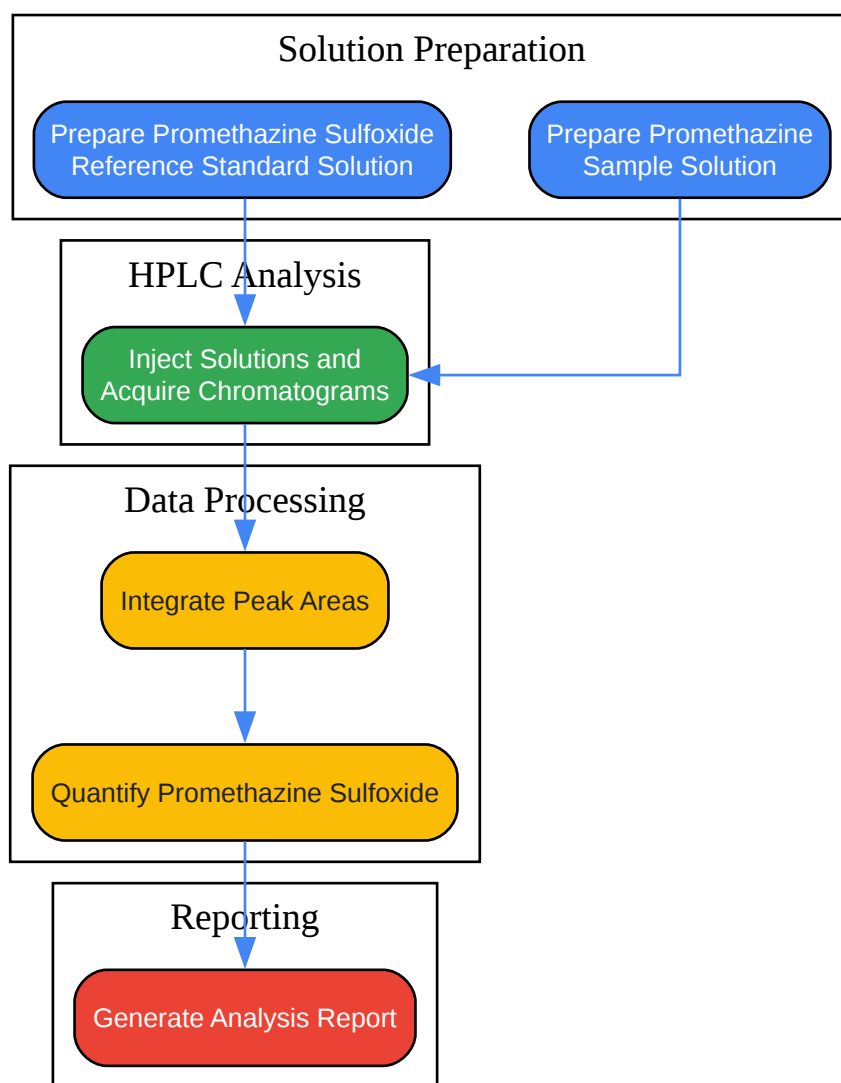 Solution Preparation
Prepare Promethazine Sulfoxide
Reference Standard Solution
Prepare Promethazine
Sample Solution
HPLC Analysis
Inject Solutions and
Acquire Chromatograms
Data Processing
Integrate Peak Areas
Quantify Promethazine Sulfoxide
Reporting
Generate Analysis Report